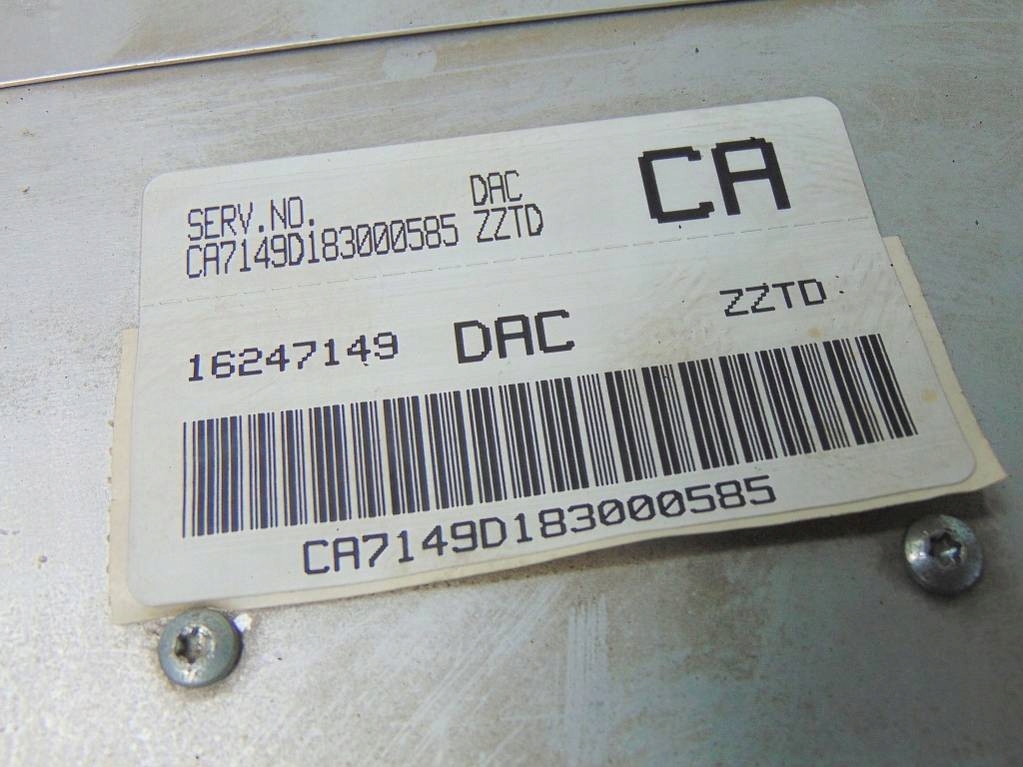 SERV.NO. DAC CA
CA7149D183000585 ZZTD
16247149 DAC ZZTD
CA7149D183000585